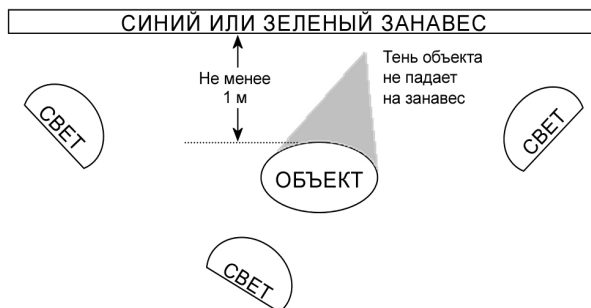 СИНИЙ ИЛИ ЗЕЛЕНЫЙ ЗАНАВЕС
Не менее
1 м
Тень объекта
не падает
на занавес
СВЕТ
СВЕТ
ОБЪЕКТ
СВЕТ